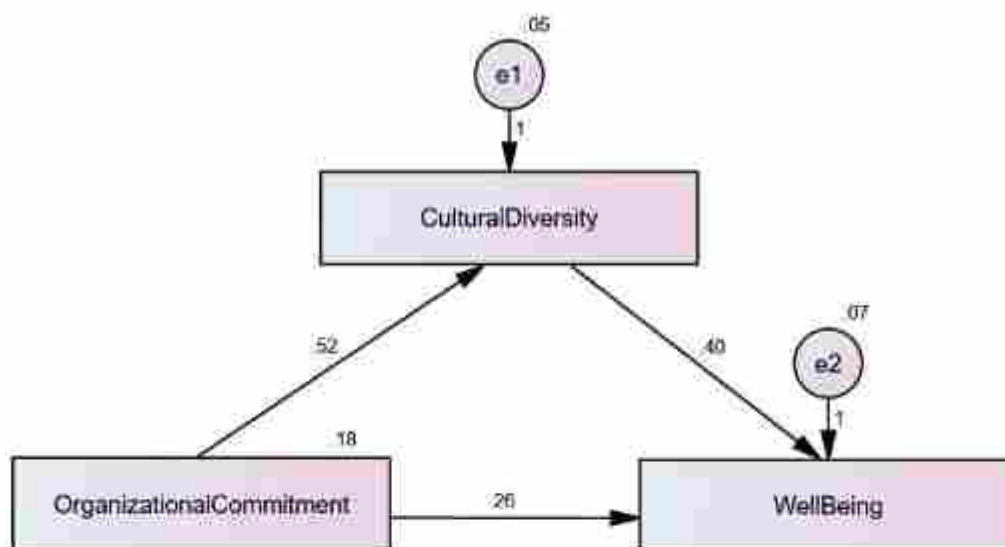 .05
e1
1
CulturalDiversity
.07
.52
.40
e2
1
.18
OrganizationalCommitment
.26
WellBeing